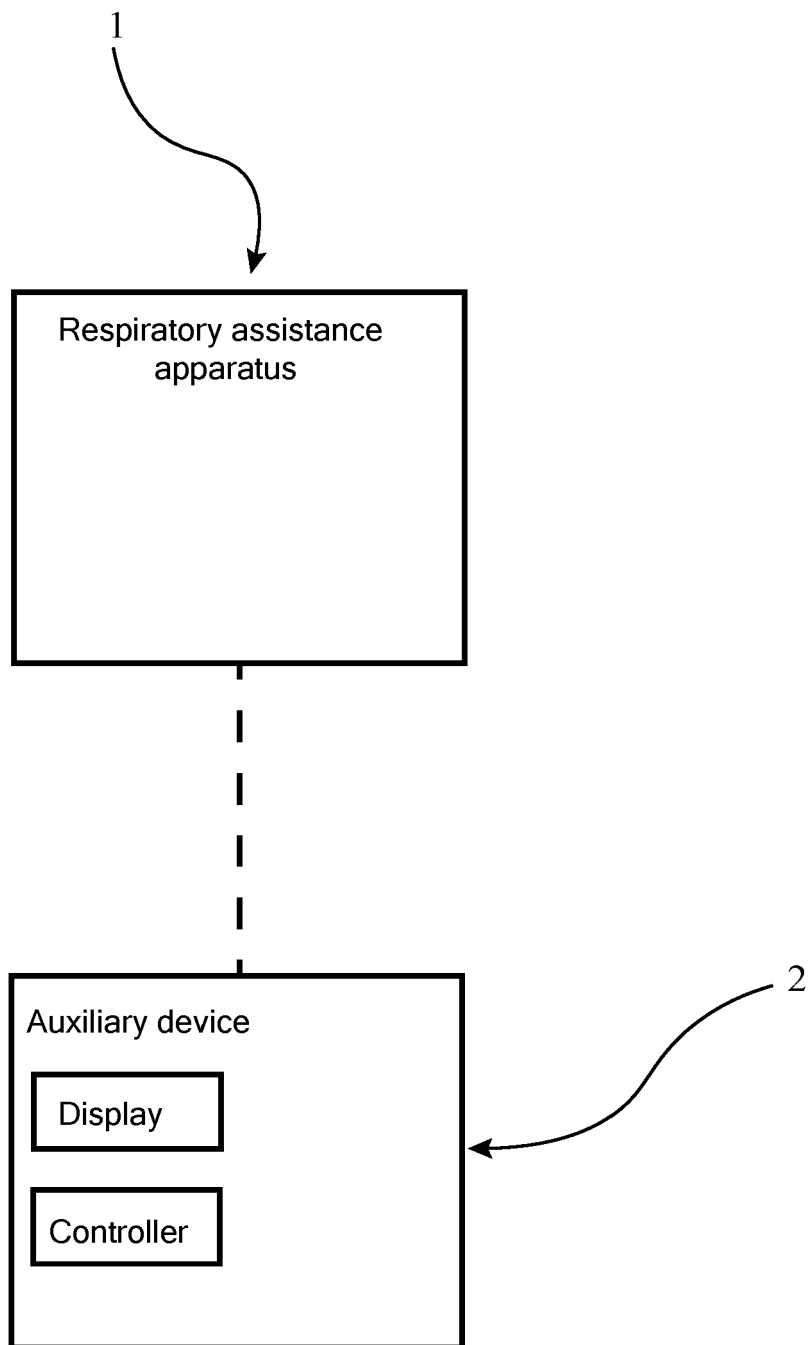 1
Respiratory assistance
apparatus
2
Auxiliary device
Display
Controller